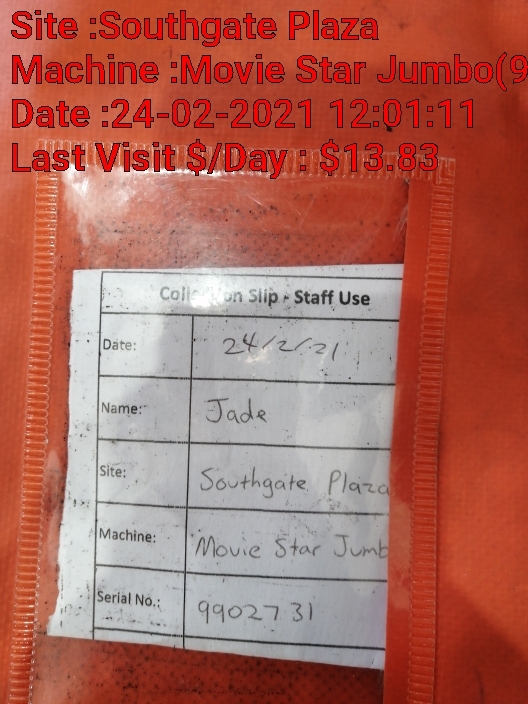 Site :Southgate Plaza
Machine :Movie Star Jumbo(9
Date :24-02-2021 12:01:11
Last Visit $/Day : $13.83
Slip - Staff Use
Date: 24/2/21
Name: Jade
Site: Southgate Plaza
Machine: Movie Star Jumb
Serial No.: 9902731